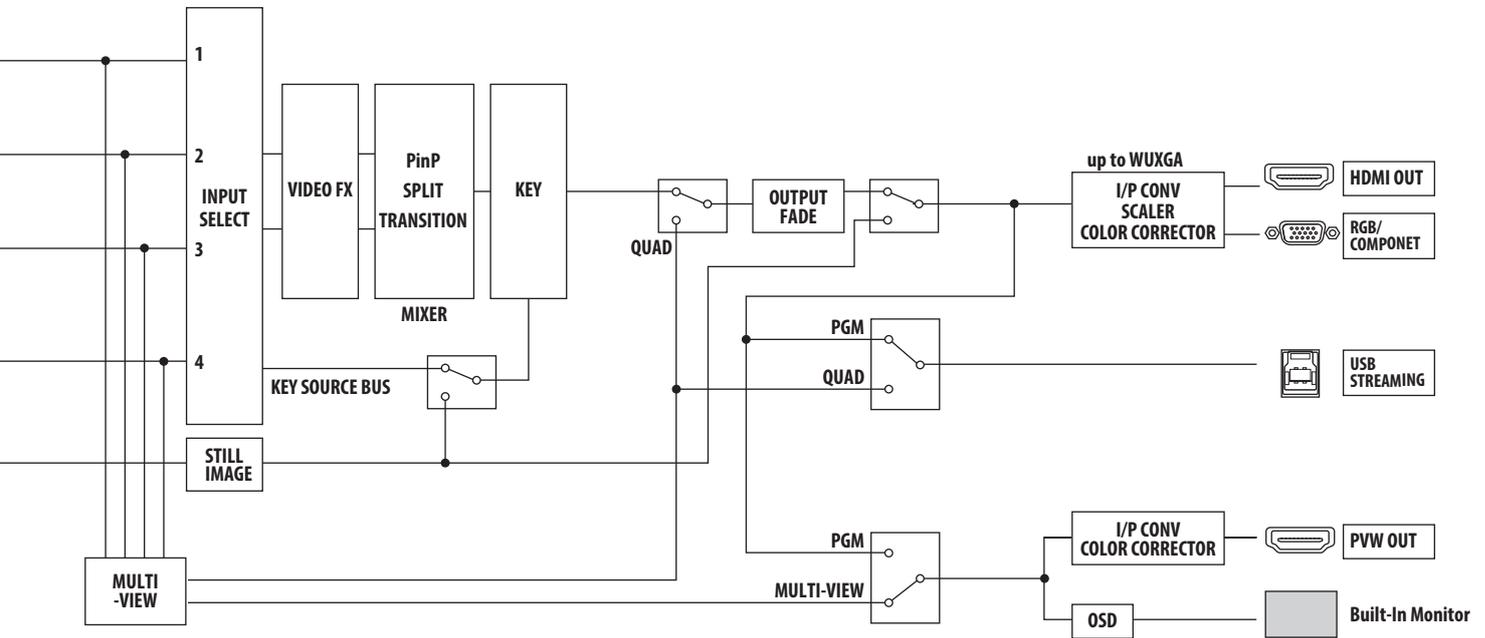 1
2
3
4
INPUT
SELECT
VIDEO FX
PinP
SPLIT
TRANSITION
MIXER
KEY
KEY SOURCE BUS
STILL
IMAGE
MULTI
-VIEW
QUAD
OUTPUT
FADE
up to WUXGA
I/P CONV
SCALER
COLOR CORRECTOR
HDMI OUT
RGB/
COMPONET
PGM
QUAD
USB
STREAMING
PGM
MULTI-VIEW
I/P CONV
COLOR CORRECTOR
PVW OUT
OSD
Built-In Monitor